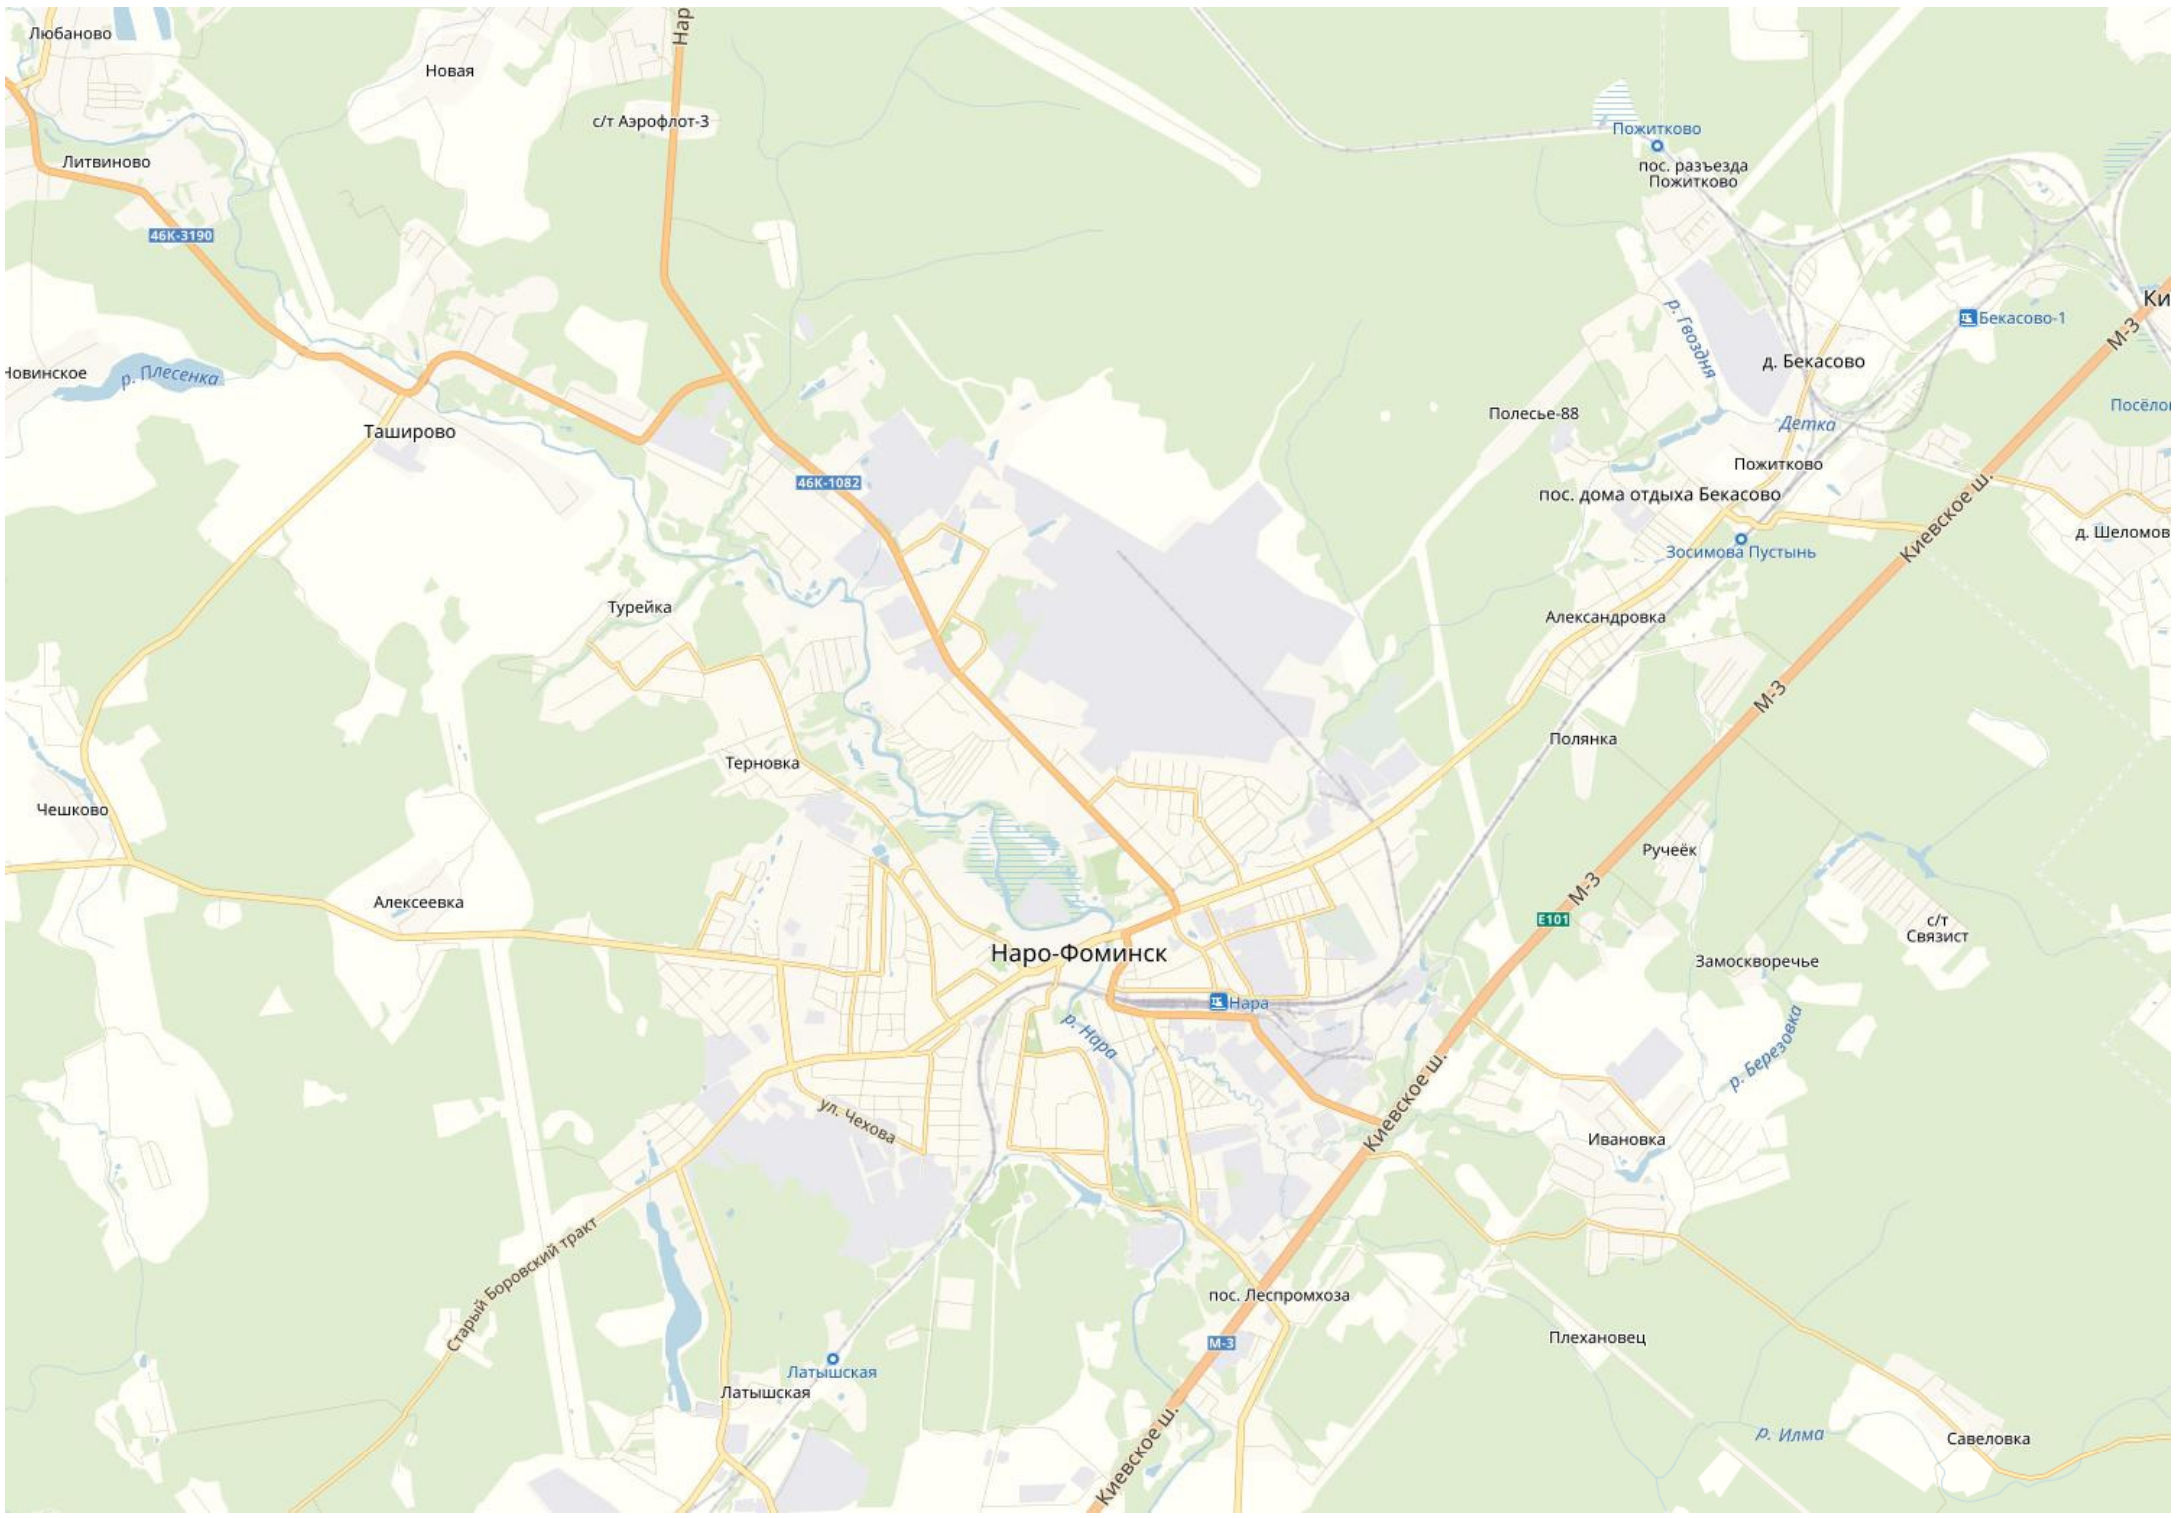 Любаново
Новая
Нар
с/т Аэрофлот-3
Пожитково
пос. разъезда
Пожитково
Литвиново
46К-3190
р. Гвоздня
Ки
Бекасово-1
М-3
д. Бекасово
Новинское
р. Плесенка
Посёло
Полесье-88
Детка
Таширово
Пожитково
46К-1082
пос. дома отдыха Бекасово
Киевское ш.
д. Шеломов
Зосимова Пустынь
Турейка
Александровка
М-3
Полянка
Терновка
Чешково
Ручеёк
М-3
Алексеевка
Е101
с/т
Связист
Наро-Фоминск
Замоскворечье
Нара
р. Нара
р. Березовка
Киевское ш.
ул. Чехова
Ивановка
Старый Боровский тракт
пос. Леспромхоза
М-3
Плехановец
Латышская
Латышская
Киевское ш.
р. Илма
Савеловка